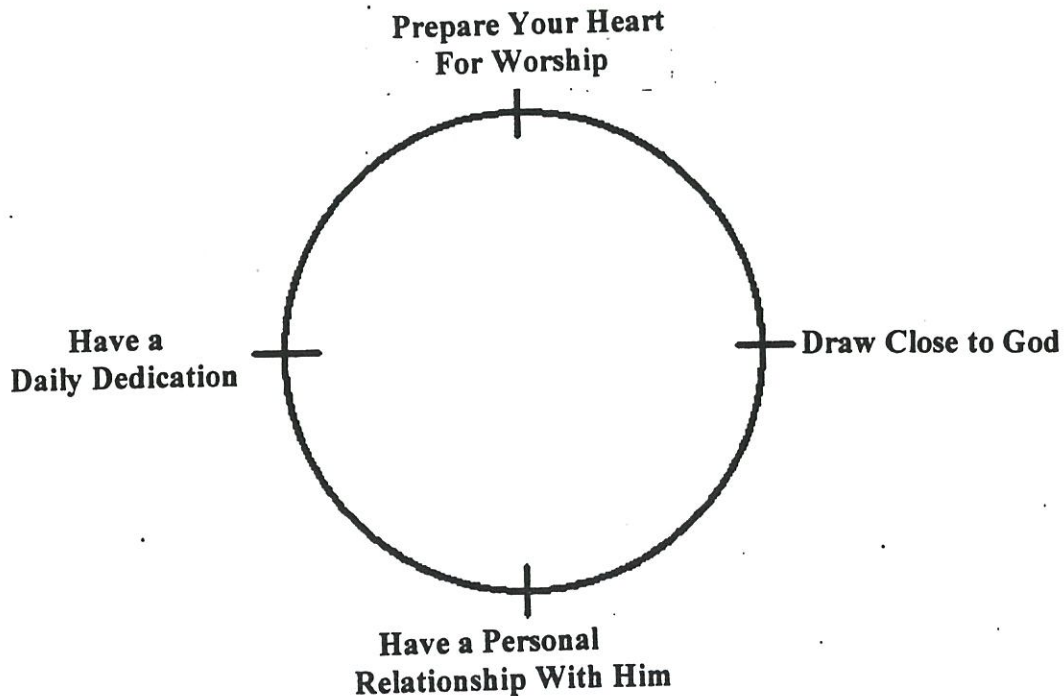 Prepare Your Heart
For Worship
Draw Close to God
Have a Personal
Relationship With Him
Have a
Daily Dedication